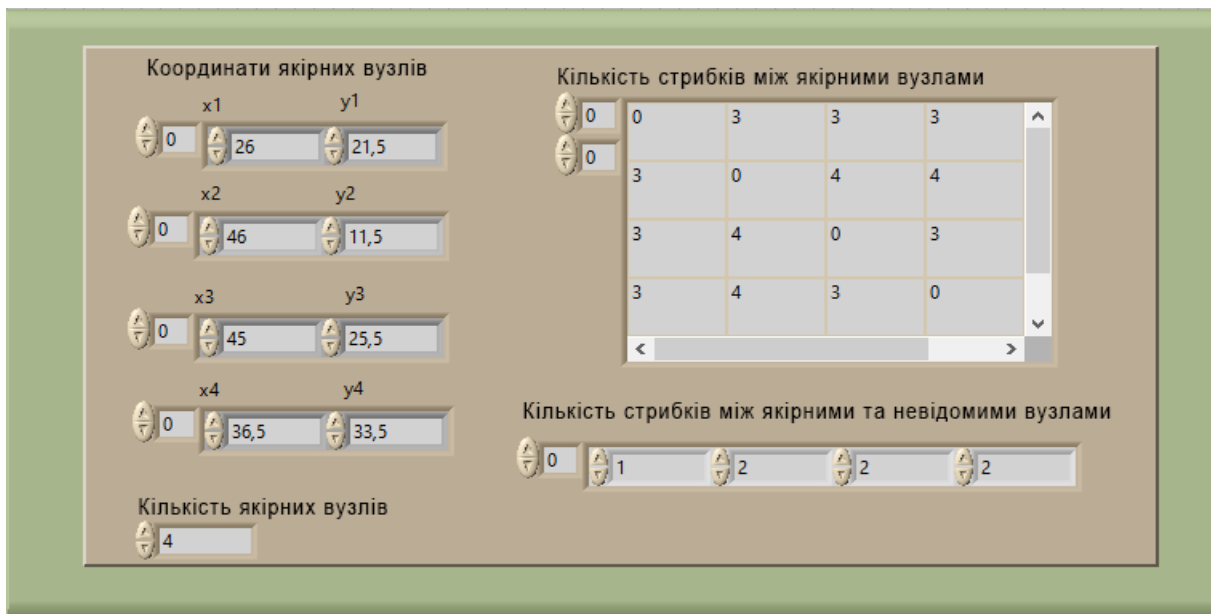 Координати якірних вузлів
x1 y1
0 26 21,5
x2 y2
0 46 11,5
x3 y3
0 45 25,5
x4 y4
0 36,5 33,5
Кількість якірних вузлів
4
Кількість стрибків між якірними вузлами
0 0 3 3 3
0
3 0 4 4
3 4 0 3
3 4 3 0
Кількість стрибків між якірними та невідомими вузлами
0 1 2 2 2